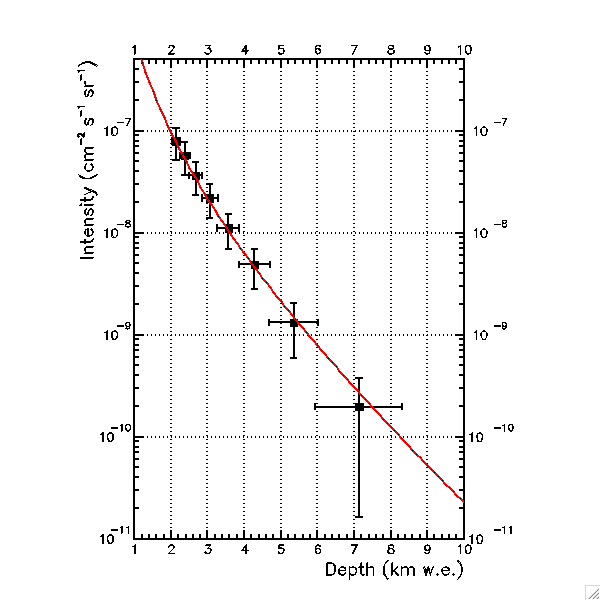 1 2 3 4 5 6 7 8 9 10
Intensity (cm⁻² s⁻¹ sr⁻¹)
10⁻⁷ 10⁻⁷
10⁻⁸ 10⁻⁸
10⁻⁹ 10⁻⁹
10⁻¹⁰ 10⁻¹⁰
10⁻¹¹ 10⁻¹¹
1 2 3 4 5 6 7 8 9 10
Depth (km w.e.)